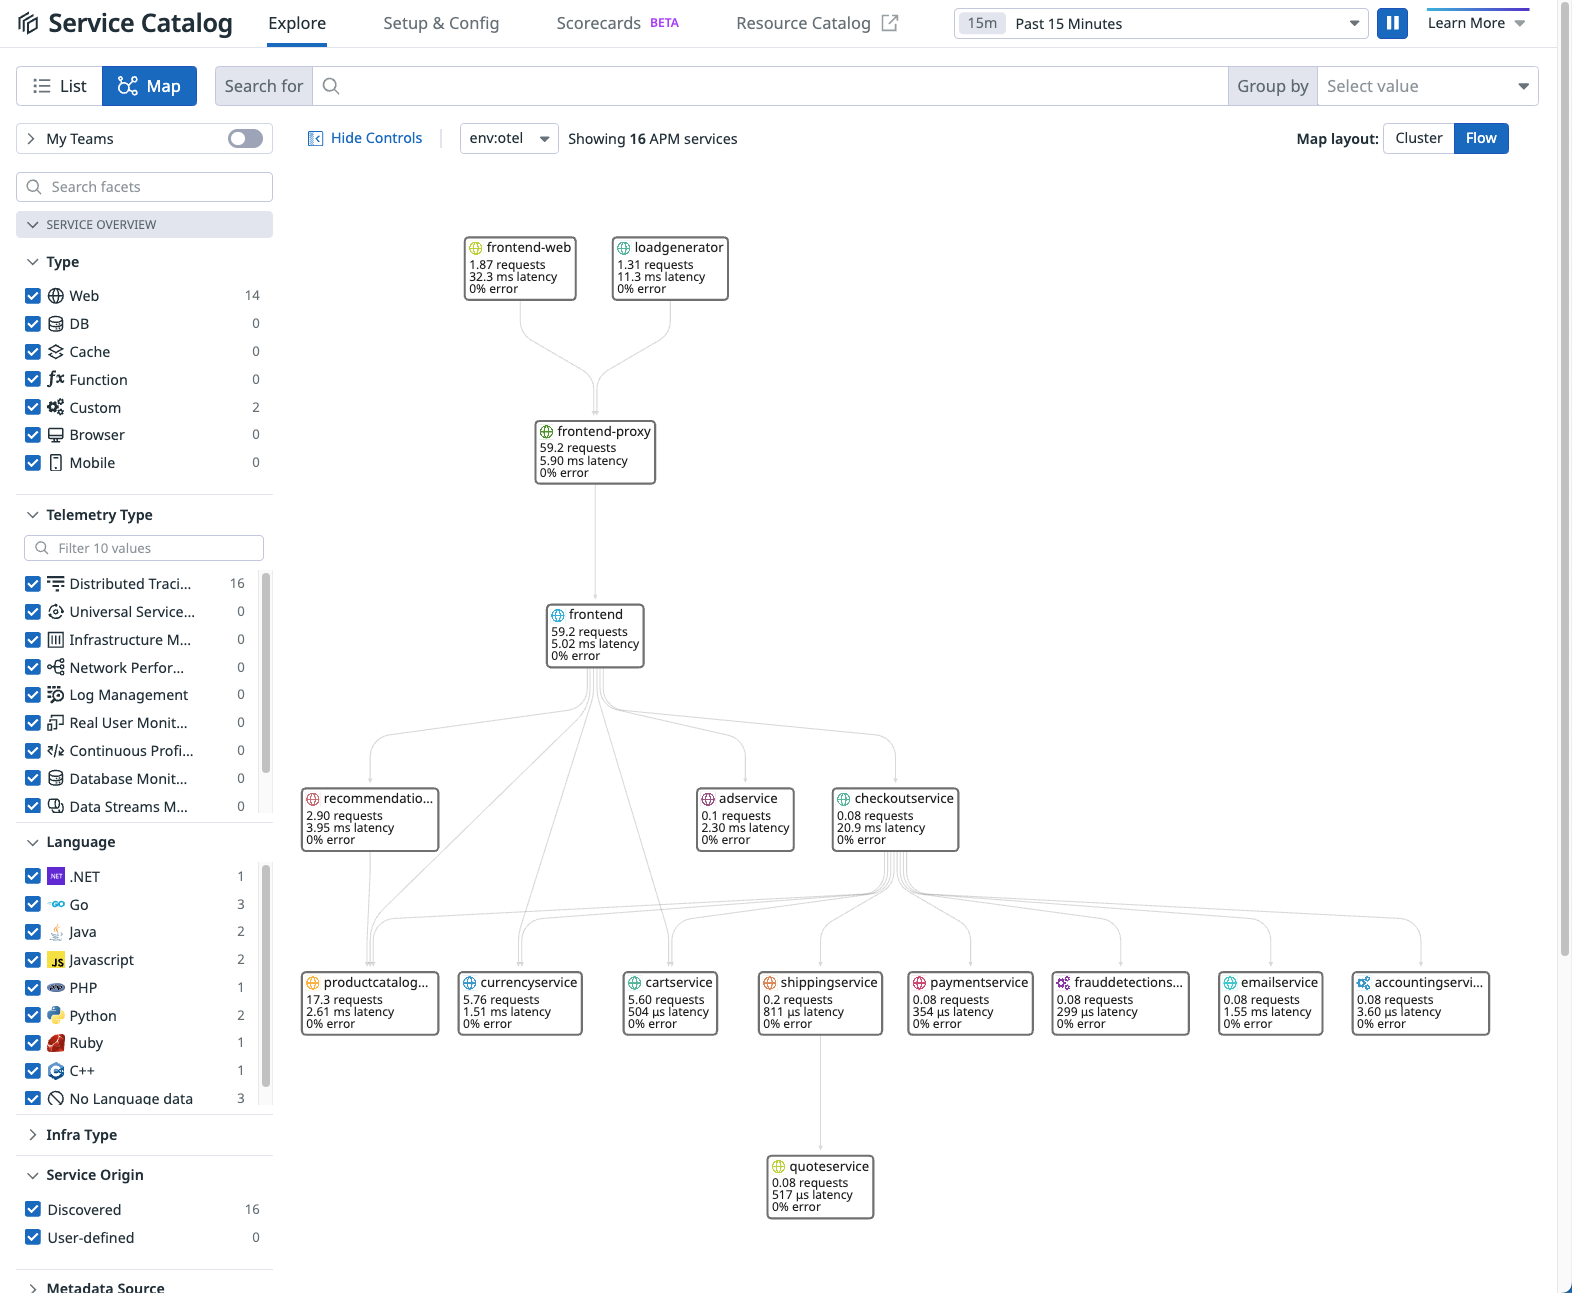 Service Catalog
Explore
Setup & Config
Scorecards BETA
Resource Catalog
15m Past 15 Minutes
Learn More
List
Map
Search for
Group by
Select value
My Teams
Hide Controls
env:otel
Showing 16 APM services
Map layout:
Cluster
Flow
Search facets
SERVICE OVERVIEW
Type
Web 14
DB 0
Cache 0
Function 0
Custom 2
Browser 0
Mobile 0
Telemetry Type
Filter 10 values
Distributed Traci... 16
Universal Service... 0
Infrastructure M... 0
Network Perfor... 0
Log Management 0
Real User Monit... 0
Continuous Profi... 0
Database Monit... 0
Data Streams M... 0
Language
NET .NET 1
GO Go 3
Java 2
JS Javascript 2
php PHP 1
Python 2
Ruby 1
C++ 1
No Language data 3
Infra Type
Service Origin
Discovered 16
User-defined 0
Metadata Source
frontend-web
1.87 requests
32.3 ms latency
0% error
loadgenerator
1.31 requests
11.3 ms latency
0% error
frontend-proxy
59.2 requests
5.90 ms latency
0% error
frontend
59.2 requests
5.02 ms latency
0% error
recommendatio...
2.90 requests
3.95 ms latency
0% error
adservice
0.1 requests
2.30 ms latency
0% error
checkoutservice
0.08 requests
20.9 ms latency
0% error
productcatalog...
17.3 requests
2.61 ms latency
0% error
currencyservice
5.76 requests
1.51 ms latency
0% error
cartservice
5.60 requests
504 µs latency
0% error
shippingservice
0.2 requests
811 µs latency
0% error
paymentservice
0.08 requests
354 µs latency
0% error
frauddetections...
0.08 requests
299 µs latency
0% error
emailservice
0.08 requests
1.55 ms latency
0% error
accountingservi...
0.08 requests
3.60 µs latency
0% error
quoteservice
0.08 requests
517 µs latency
0% error